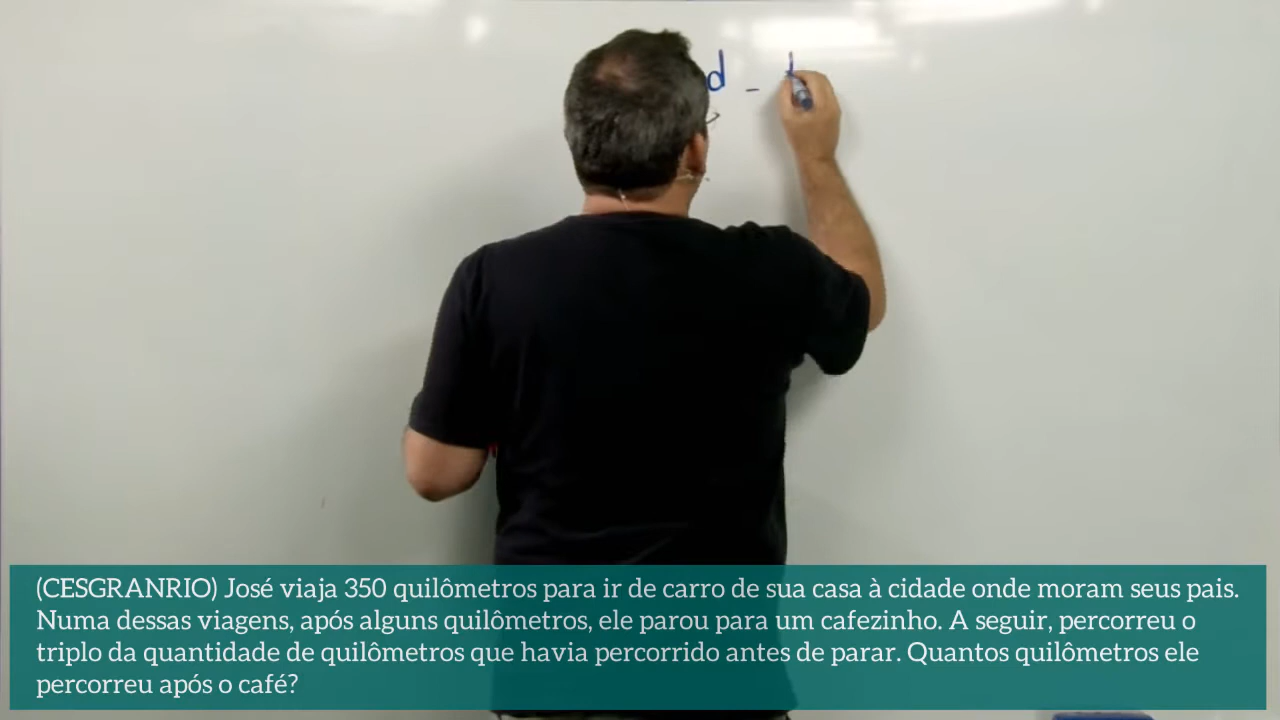 d -
(CESGRANRIO) José viaja 350 quilômetros para ir de carro de sua casa à cidade onde moram seus pais.
Numa dessas viagens, após alguns quilômetros, ele parou para um cafezinho. A seguir, percorreu o
triplo da quantidade de quilômetros que havia percorrido antes de parar. Quantos quilômetros ele
percorreu após o café?